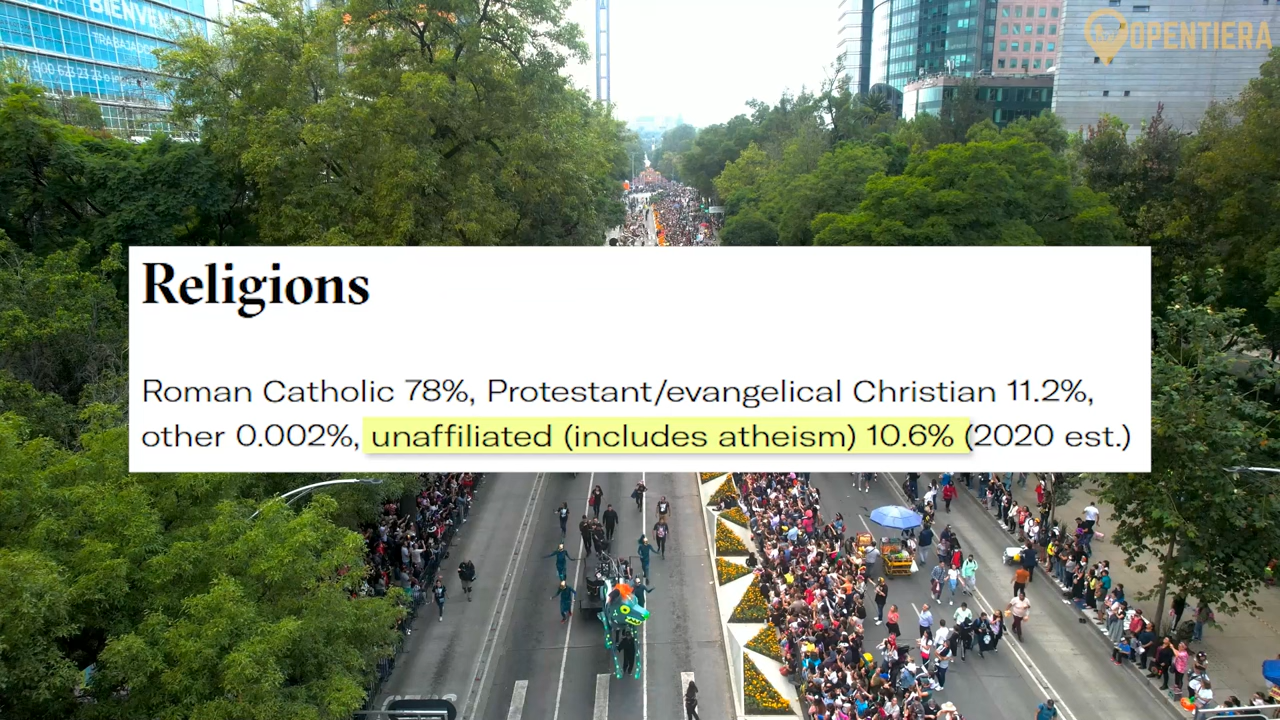 BIENVEN
TRABAJADO
OPENTIERA
Religions
Roman Catholic 78%, Protestant/evangelical Christian 11.2%,
other 0.002%, unaffiliated (includes atheism) 10.6% (2020 est.)